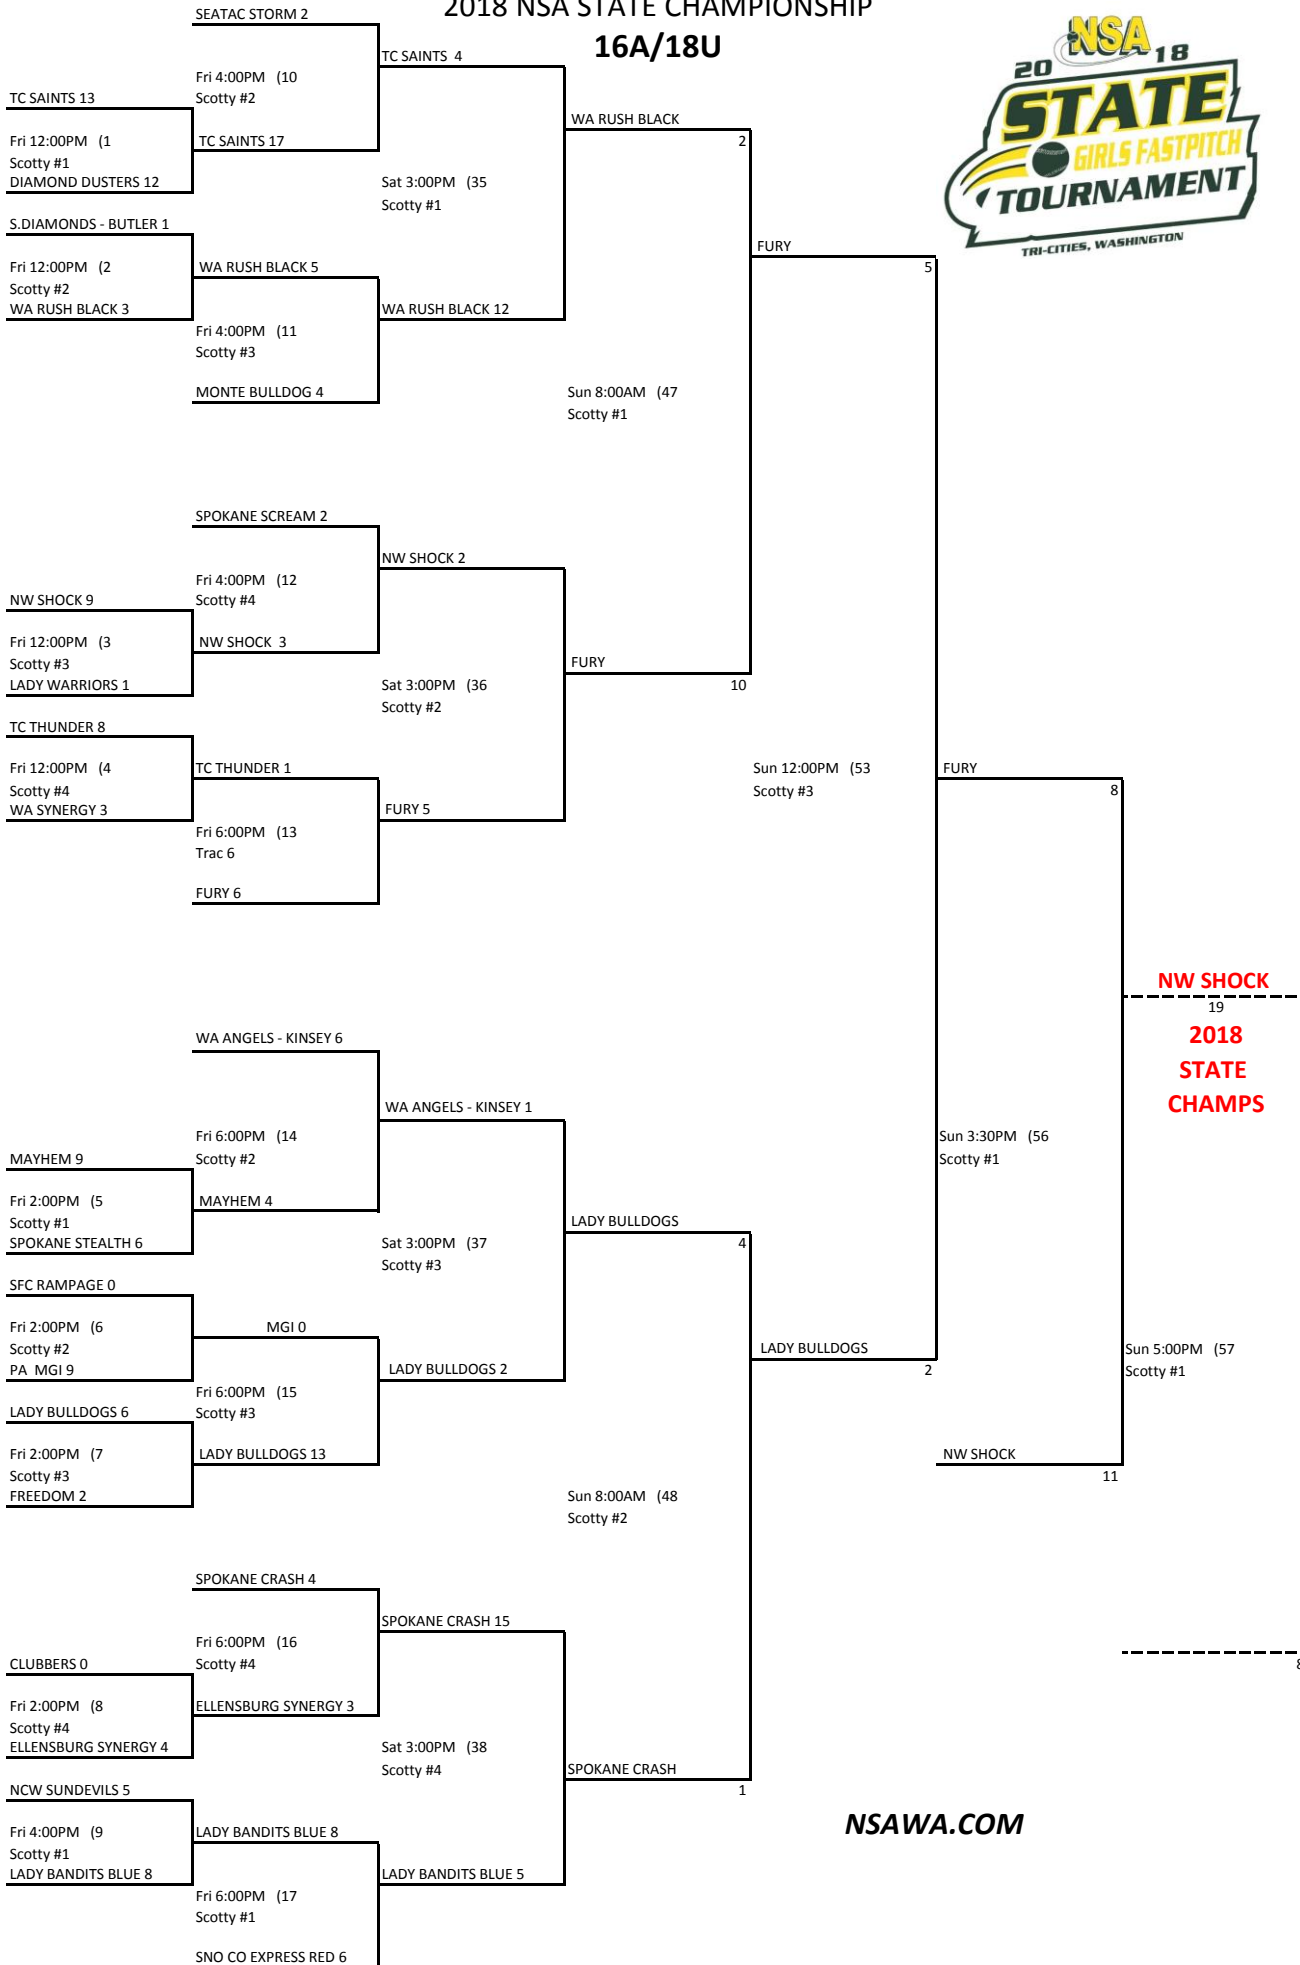 2018 NSA STATE CHAMPIONSHIP
16A/18U
NSA
20 18
STATE
GIRLS FASTPITCH
TOURNAMENT
TRI-CITIES, WASHINGTON
SEATAC STORM 2
TC SAINTS 4
Fri 4:00PM (10
Scotty #2
TC SAINTS 13
WA RUSH BLACK
2
Fri 12:00PM (1
TC SAINTS 17
Scotty #1
DIAMOND DUSTERS 12
Sat 3:00PM (35
Scotty #1
S.DIAMONDS - BUTLER 1
FURY
5
Fri 12:00PM (2
WA RUSH BLACK 5
Scotty #2
WA RUSH BLACK 3
WA RUSH BLACK 12
Fri 4:00PM (11
Scotty #3
MONTE BULLDOG 4
Sun 8:00AM (47
Scotty #1
SPOKANE SCREAM 2
NW SHOCK 2
Fri 4:00PM (12
Scotty #4
NW SHOCK 9
Fri 12:00PM (3
NW SHOCK 3
Scotty #3
FURY
10
LADY WARRIORS 1
Sat 3:00PM (36
Scotty #2
TC THUNDER 8
Fri 12:00PM (4
TC THUNDER 1
Sun 12:00PM (53
FURY
8
Scotty #4
Scotty #3
WA SYNERGY 3
FURY 5
Fri 6:00PM (13
Trac 6
FURY 6
NW SHOCK
19
2018
STATE
CHAMPS
WA ANGELS - KINSEY 6
WA ANGELS - KINSEY 1
Fri 6:00PM (14
Scotty #2
Sun 3:30PM (56
Scotty #1
MAYHEM 9
Fri 2:00PM (5
MAYHEM 4
Scotty #1
LADY BULLDOGS
4
SPOKANE STEALTH 6
Sat 3:00PM (37
Scotty #3
SFC RAMPAGE 0
Fri 2:00PM (6
MGI 0
Scotty #2
LADY BULLDOGS
2
Sun 5:00PM (57
Scotty #1
PA MGI 9
LADY BULLDOGS 2
Fri 6:00PM (15
Scotty #3
LADY BULLDOGS 6
Fri 2:00PM (7
LADY BULLDOGS 13
NW SHOCK
11
Scotty #3
FREEDOM 2
Sun 8:00AM (48
Scotty #2
SPOKANE CRASH 4
SPOKANE CRASH 15
Fri 6:00PM (16
Scotty #4
CLUBBERS 0
Fri 2:00PM (8
ELLENSBURG SYNERGY 3
Scotty #4
ELLENSBURG SYNERGY 4
Sat 3:00PM (38
Scotty #4
SPOKANE CRASH
1
NCW SUNDEVILS 5
Fri 4:00PM (9
LADY BANDITS BLUE 8
Scotty #1
LADY BANDITS BLUE 8
LADY BANDITS BLUE 5
NSAWA.COM
Fri 6:00PM (17
Scotty #1
SNO CO EXPRESS RED 6